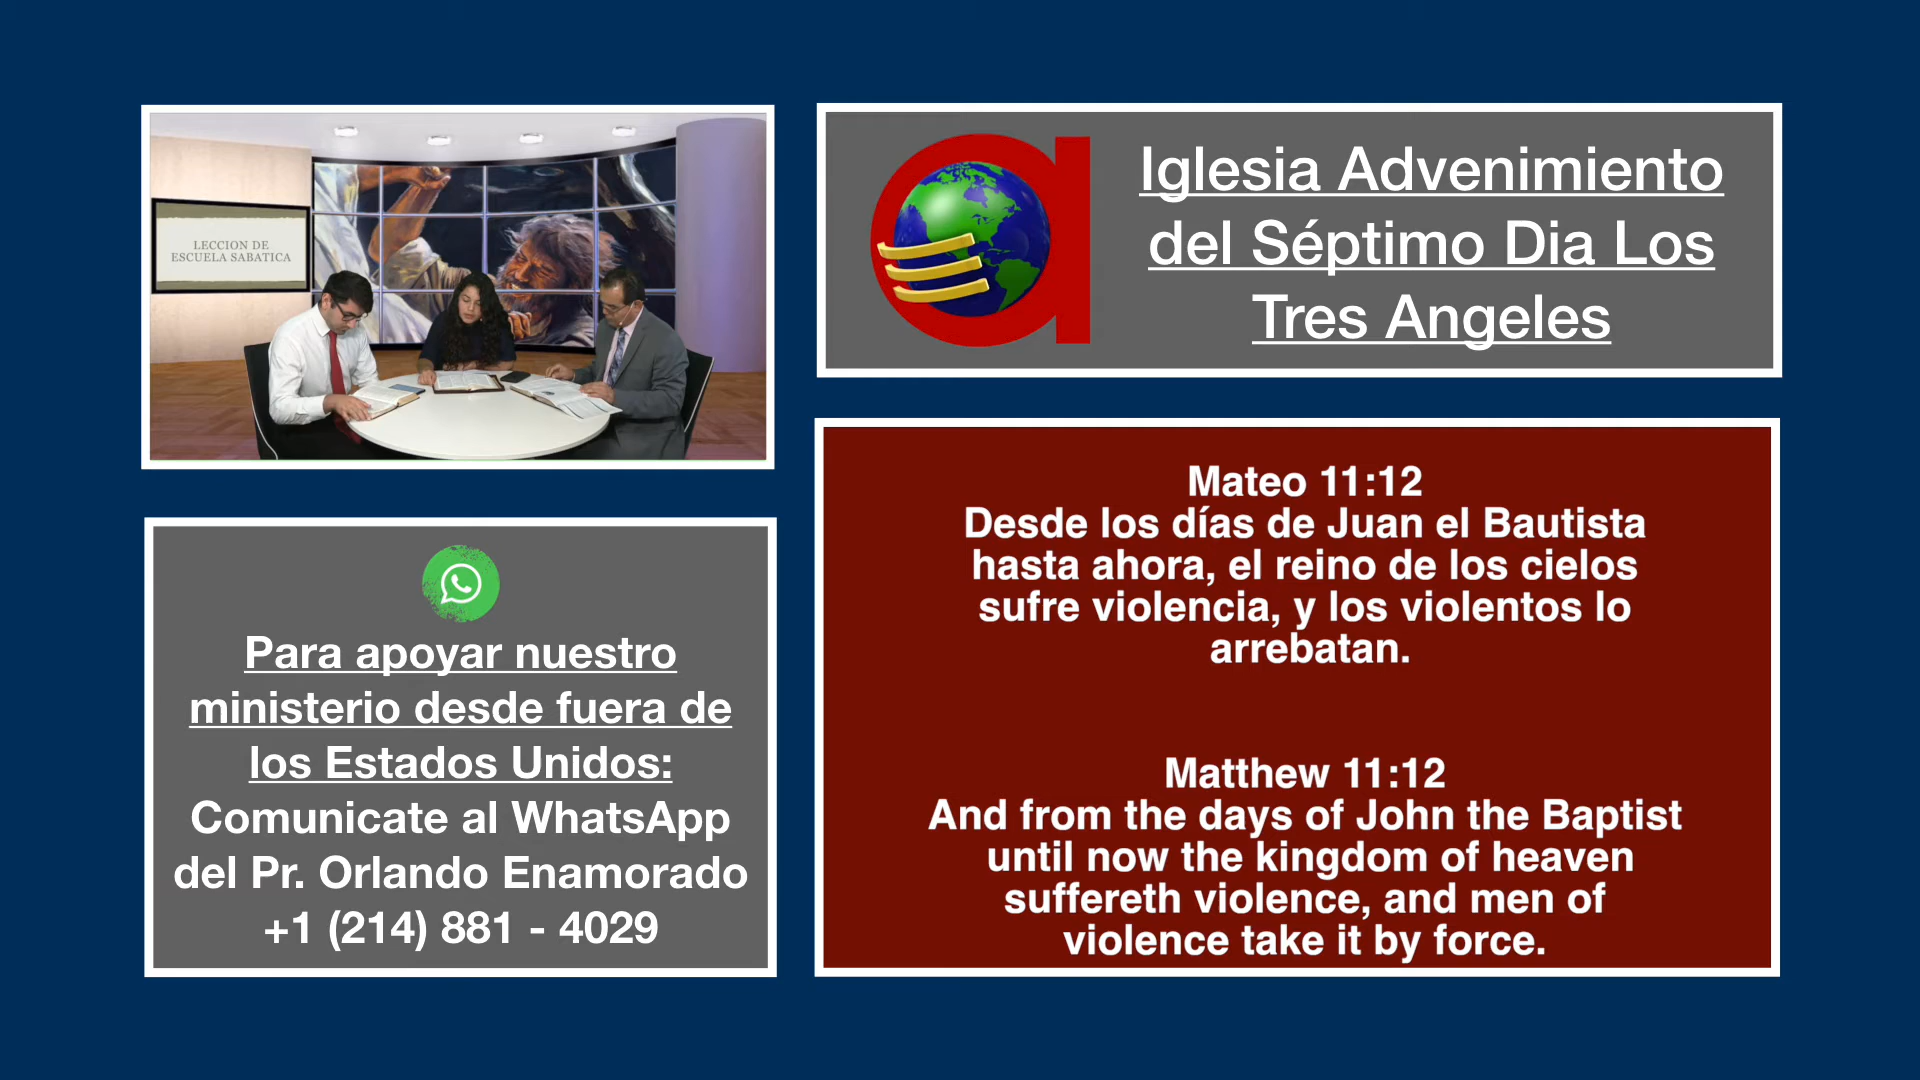 LECCION DE
ESCUELA SABATICA
Iglesia Advenimiento
del Séptimo Dia Los
Tres Angeles
Para apoyar nuestro
ministerio desde fuera de
los Estados Unidos:
Comunicate al WhatsApp
del Pr. Orlando Enamorado
+1 (214) 881 - 4029
Mateo 11:12
Desde los días de Juan el Bautista
hasta ahora, el reino de los cielos
sufre violencia, y los violentos lo
arrebatan.
Matthew 11:12
And from the days of John the Baptist
until now the kingdom of heaven
suffereth violence, and men of
violence take it by force.